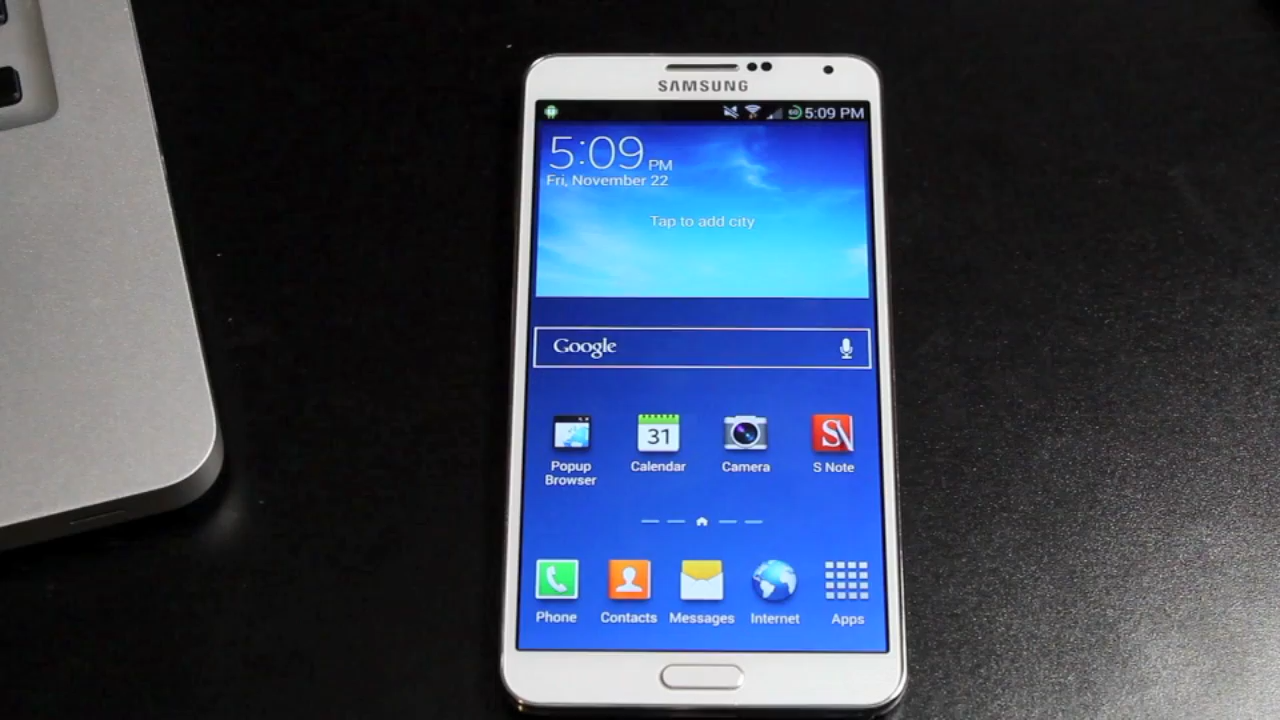 SAMSUNG
5:09 PM
5:09 PM
Fri, November 22
Tap to add city
Google
Popup Browser
31
Calendar
Camera
S Note
Phone
Contacts
Messages
Internet
Apps